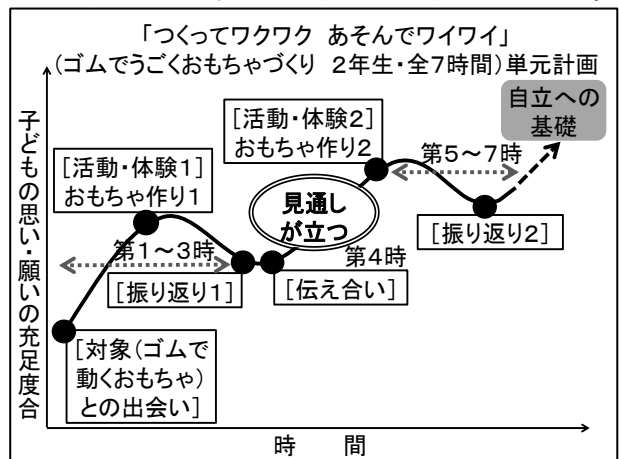 「つくってワクワク あそんでワイワイ」
(ゴムでうごくおもちゃづくり 2年生・全7時間)単元計画
自立への
基礎
[活動・体験2]
おもちゃ作り2
第5～7時
[活動・体験1]
おもちゃ作り1
見通し
が立つ
[振り返り2]
第1～3時
第4時
[振り返り1]
[伝え合い]
[対象(ゴムで
動くおもちゃ)
との出会い]
子どもの思い・願いの充足度合
時 間